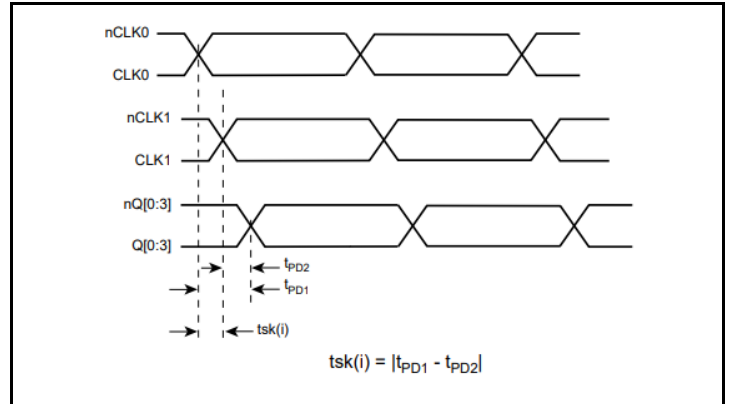 nCLK0
CLK0
nCLK1
CLK1
nQ[0:3]
Q[0:3]
tPD2
tPD1
tsk(i)
tsk(i) = |tPD1 - tPD2|